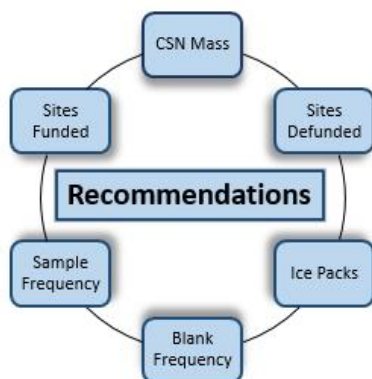 CSN Mass
Sites
Funded
Sites
Defunded
Recommendations
Sample
Frequency
Ice Packs
Blank
Frequency